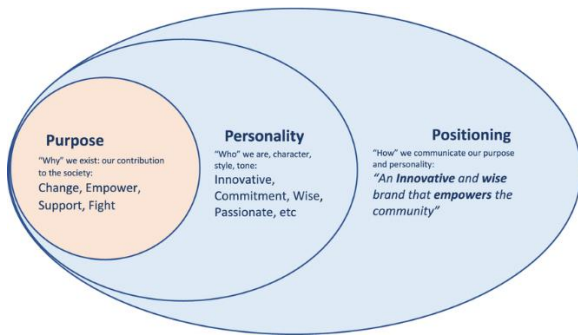 Purpose
"Why" we exist: our contribution
to the society:
Change, Empower,
Support, Fight
Personality
"Who" we are, character,
style, tone:
Innovative,
Commitment, Wise,
Passionate, etc
Positioning
"How" we communicate our purpose
and personality:
"An Innovative and wise
brand that empowers the
community"